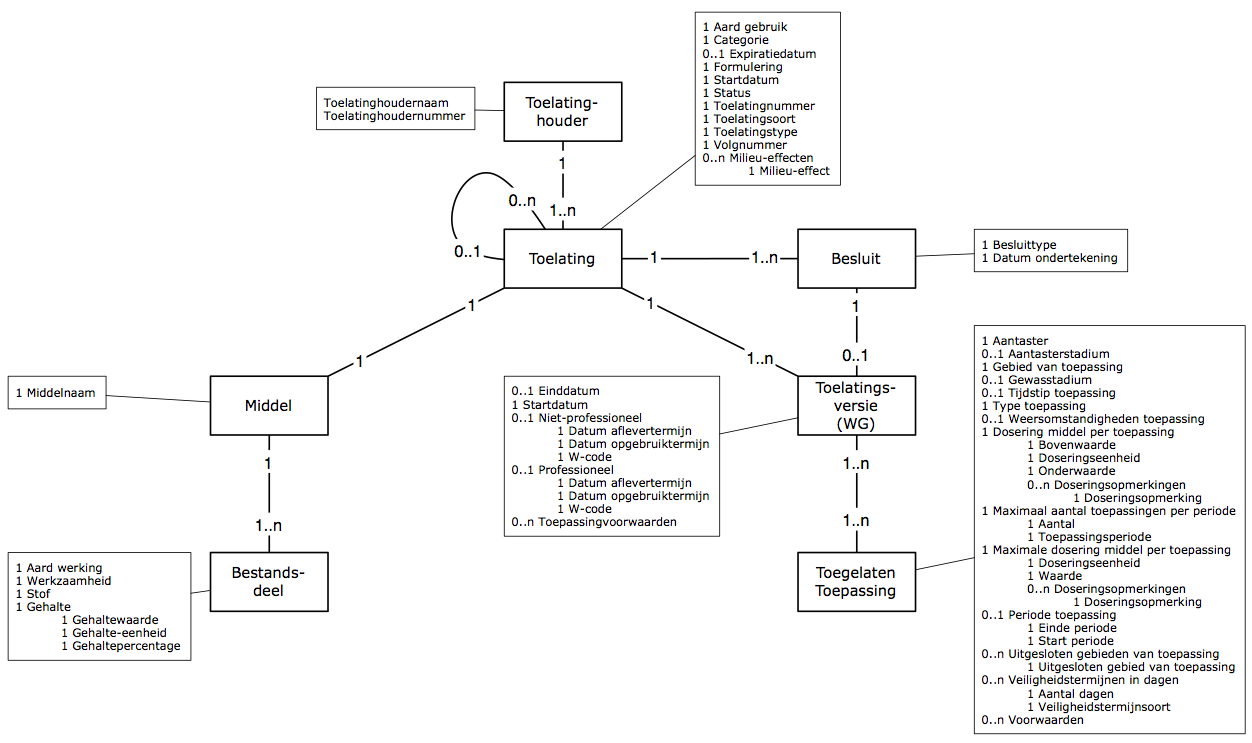 1 Aard gebruik
1 Categorie
0..1 Expiratiedatum
1 Formulering
1 Startdatum
1 Status
1 Toelatingnummer
1 Toelatingsoort
1 Toelatingstype
1 Volgnummer
0..n Milieu-effecten
1 Milieu-effect
Toelatinghoudernaam
Toelatinghoudernummer
Toelating-
houder
1
1..n
0..n
0..1
Toelating
1
1..n
Besluit
1 Besluittype
1 Datum ondertekening
1
1
1
1..n
1
0..1
1 Middelnaam
Middel
0..1 Einddatum
1 Startdatum
0..1 Niet-professioneel
1 Datum aflevertermijn
1 Datum opgebruiktermijn
1 W-code
0..1 Professioneel
1 Datum aflevertermijn
1 Datum opgebruiktermijn
1 W-code
0..n Toepassingvoorwaarden
Toelatings-
versie
(WG)
1
1..n
1..n
1..n
1 Aard werking
1 Werkzaamheid
1 Stof
1 Gehalte
1 Gehaltewaarde
1 Gehalte-eenheid
1 Gehaltepercentage
Bestands-
deel
Toegelaten
Toepassing
1 Aantaster
0..1 Aantasterstadium
1 Gebied van toepassing
0..1 Gewasstadium
0..1 Tijdstip toepassing
1 Type toepassing
0..1 Weersomstandigheden toepassing
1 Dosering middel per toepassing
1 Bovenwaarde
1 Doseringseenheid
1 Onderwaarde
0..n Doseringsopmerkingen
1 Doseringsopmerking
1 Maximaal aantal toepassingen per periode
1 Aantal
1 Toepassingsperiode
1 Maximale dosering middel per toepassing
1 Doseringseenheid
1 Waarde
0..n Doseringsopmerkingen
1 Doseringsopmerking
0..1 Periode toepassing
1 Einde periode
1 Start periode
0..n Uitgesloten gebieden van toepassing
1 Uitgesloten gebied van toepassing
0..n Veiligheidstermijnen in dagen
1 Aantal dagen
1 Veiligheidstermijnsoort
0..n Voorwaarden